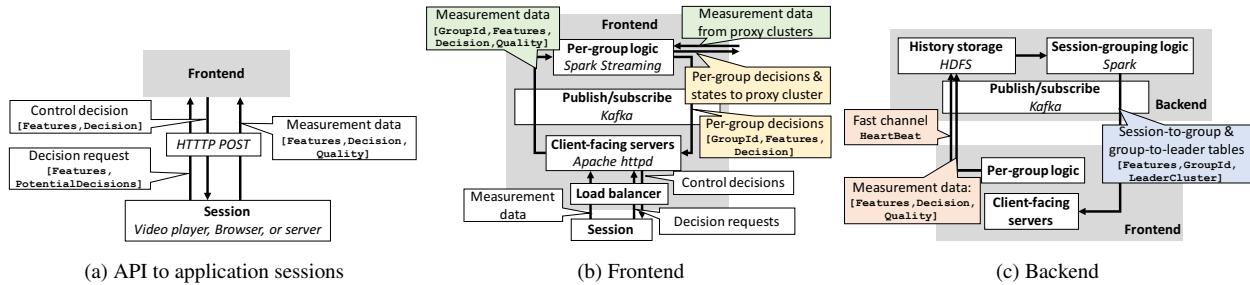 Frontend
Control decision
[Features,Decision]
HTTTP POST
Measurement data
[Features,Decision,
Quality]
Decision request
[Features,
PotentialDecisions]
Session
Video player, Browser, or server
(a) API to application sessions
Measurement data
[GroupId,Features,
Decision,Quality]
Frontend
Measurement data
from proxy clusters
Per-group logic
Spark Streaming
Per-group decisions &
states to proxy cluster
Publish/subscribe
Kafka
Per-group decisions
[GroupId,Features,
Decision]
Client-facing servers
Apache httpd
Control decisions
Load balancer
Measurement
data
Decision requests
Session
(b) Frontend
History storage
HDFS
Session-grouping logic
Spark
Publish/subscribe
Kafka
Backend
Fast channel
HeartBeat
Session-to-group &
group-to-leader tables
[Features,GroupId,
LeaderCluster]
Per-group logic
Measurement data:
[Features,Decision,
Quality]
Client-facing
servers
Frontend
(c) Backend